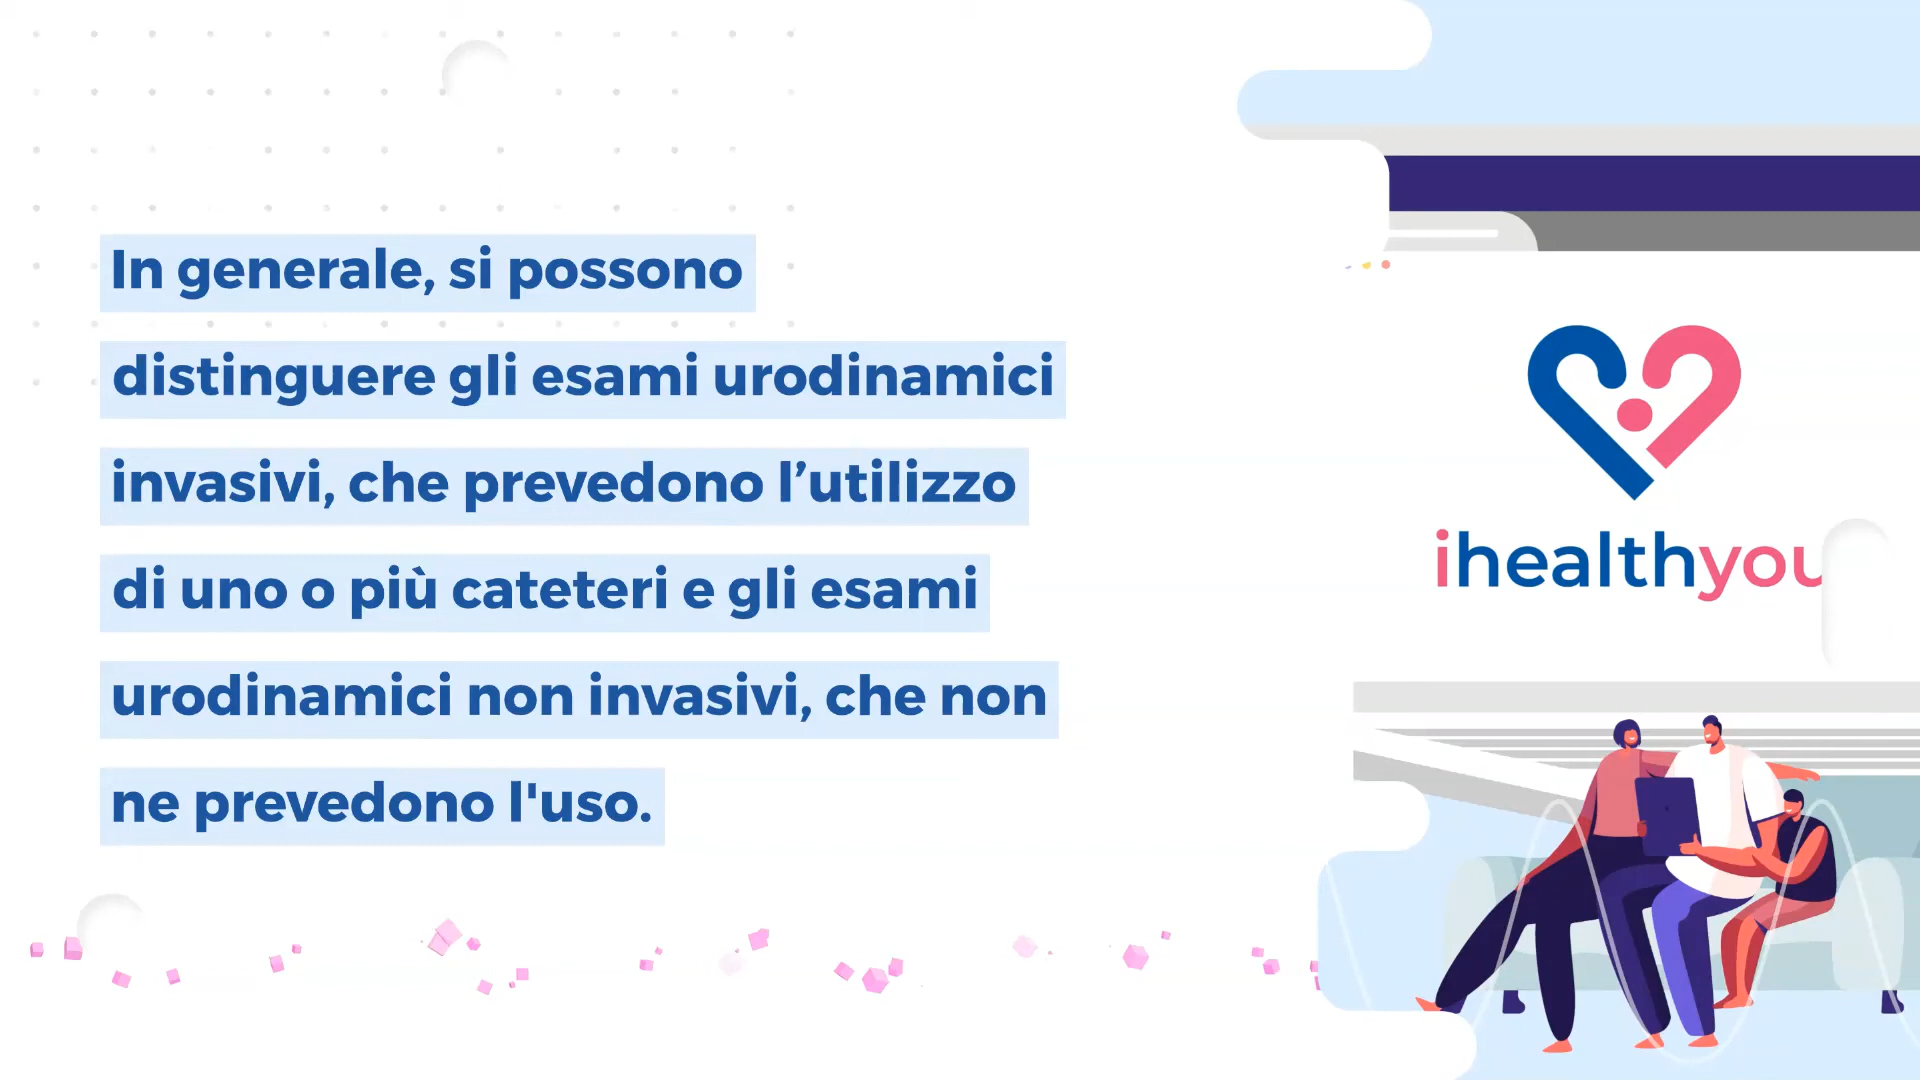 In generale, si possono
distinguere gli esami urodinamici
invasivi, che prevedono l’utilizzo
di uno o più cateteri e gli esami
urodinamici non invasivi, che non
ne prevedono l'uso.
ihealthyou